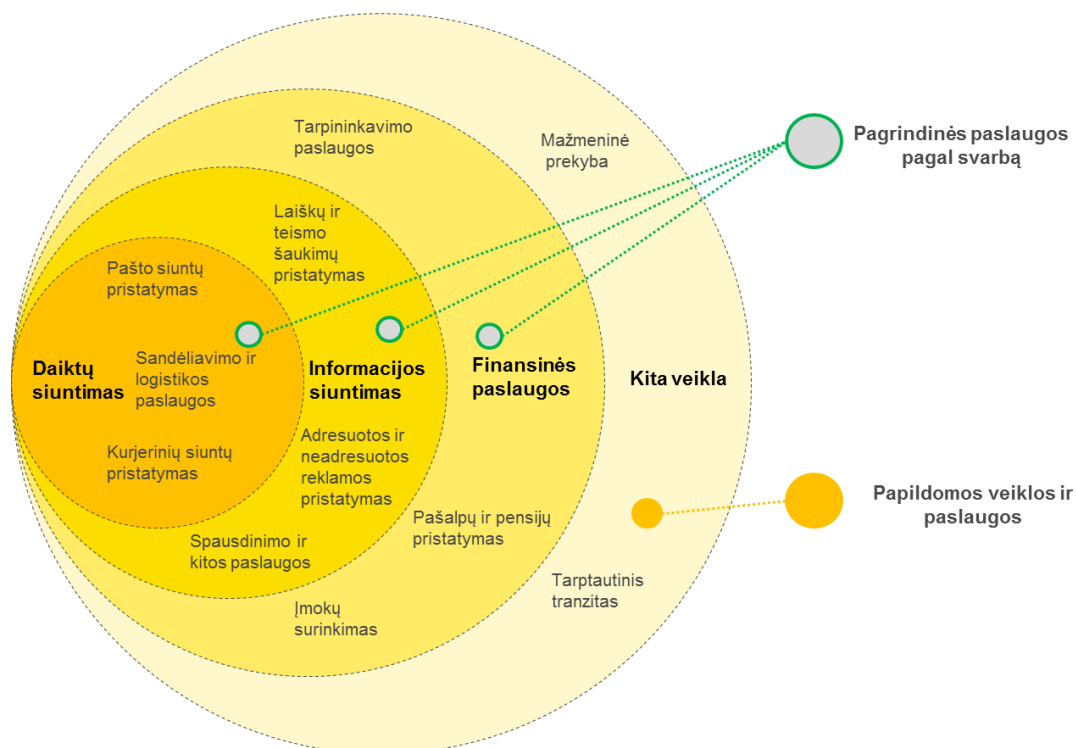 Tarpininkavimo
paslaugos
Mažmeninė
prekyba
Pagrindinės paslaugos
pagal svarbą
Laiškų ir
teismo
šaukimų
pristatymas
Pašto siuntų
pristatymas
Daiktų
siuntimas
Sandėliavimo ir
logistikos
paslaugos
Informacijos
siuntimas
Finansinės
paslaugos
Kita veikla
Kurjerinių siuntų
pristatymas
Adresuotos ir
neadresuotos
reklamos
pristatymas
Papildomos veiklos ir
paslaugos
Pašalpų ir pensijų
pristatymas
Spausdinimo ir
kitos paslaugos
Tarptautinis
tranzitas
Įmokų
surinkimas